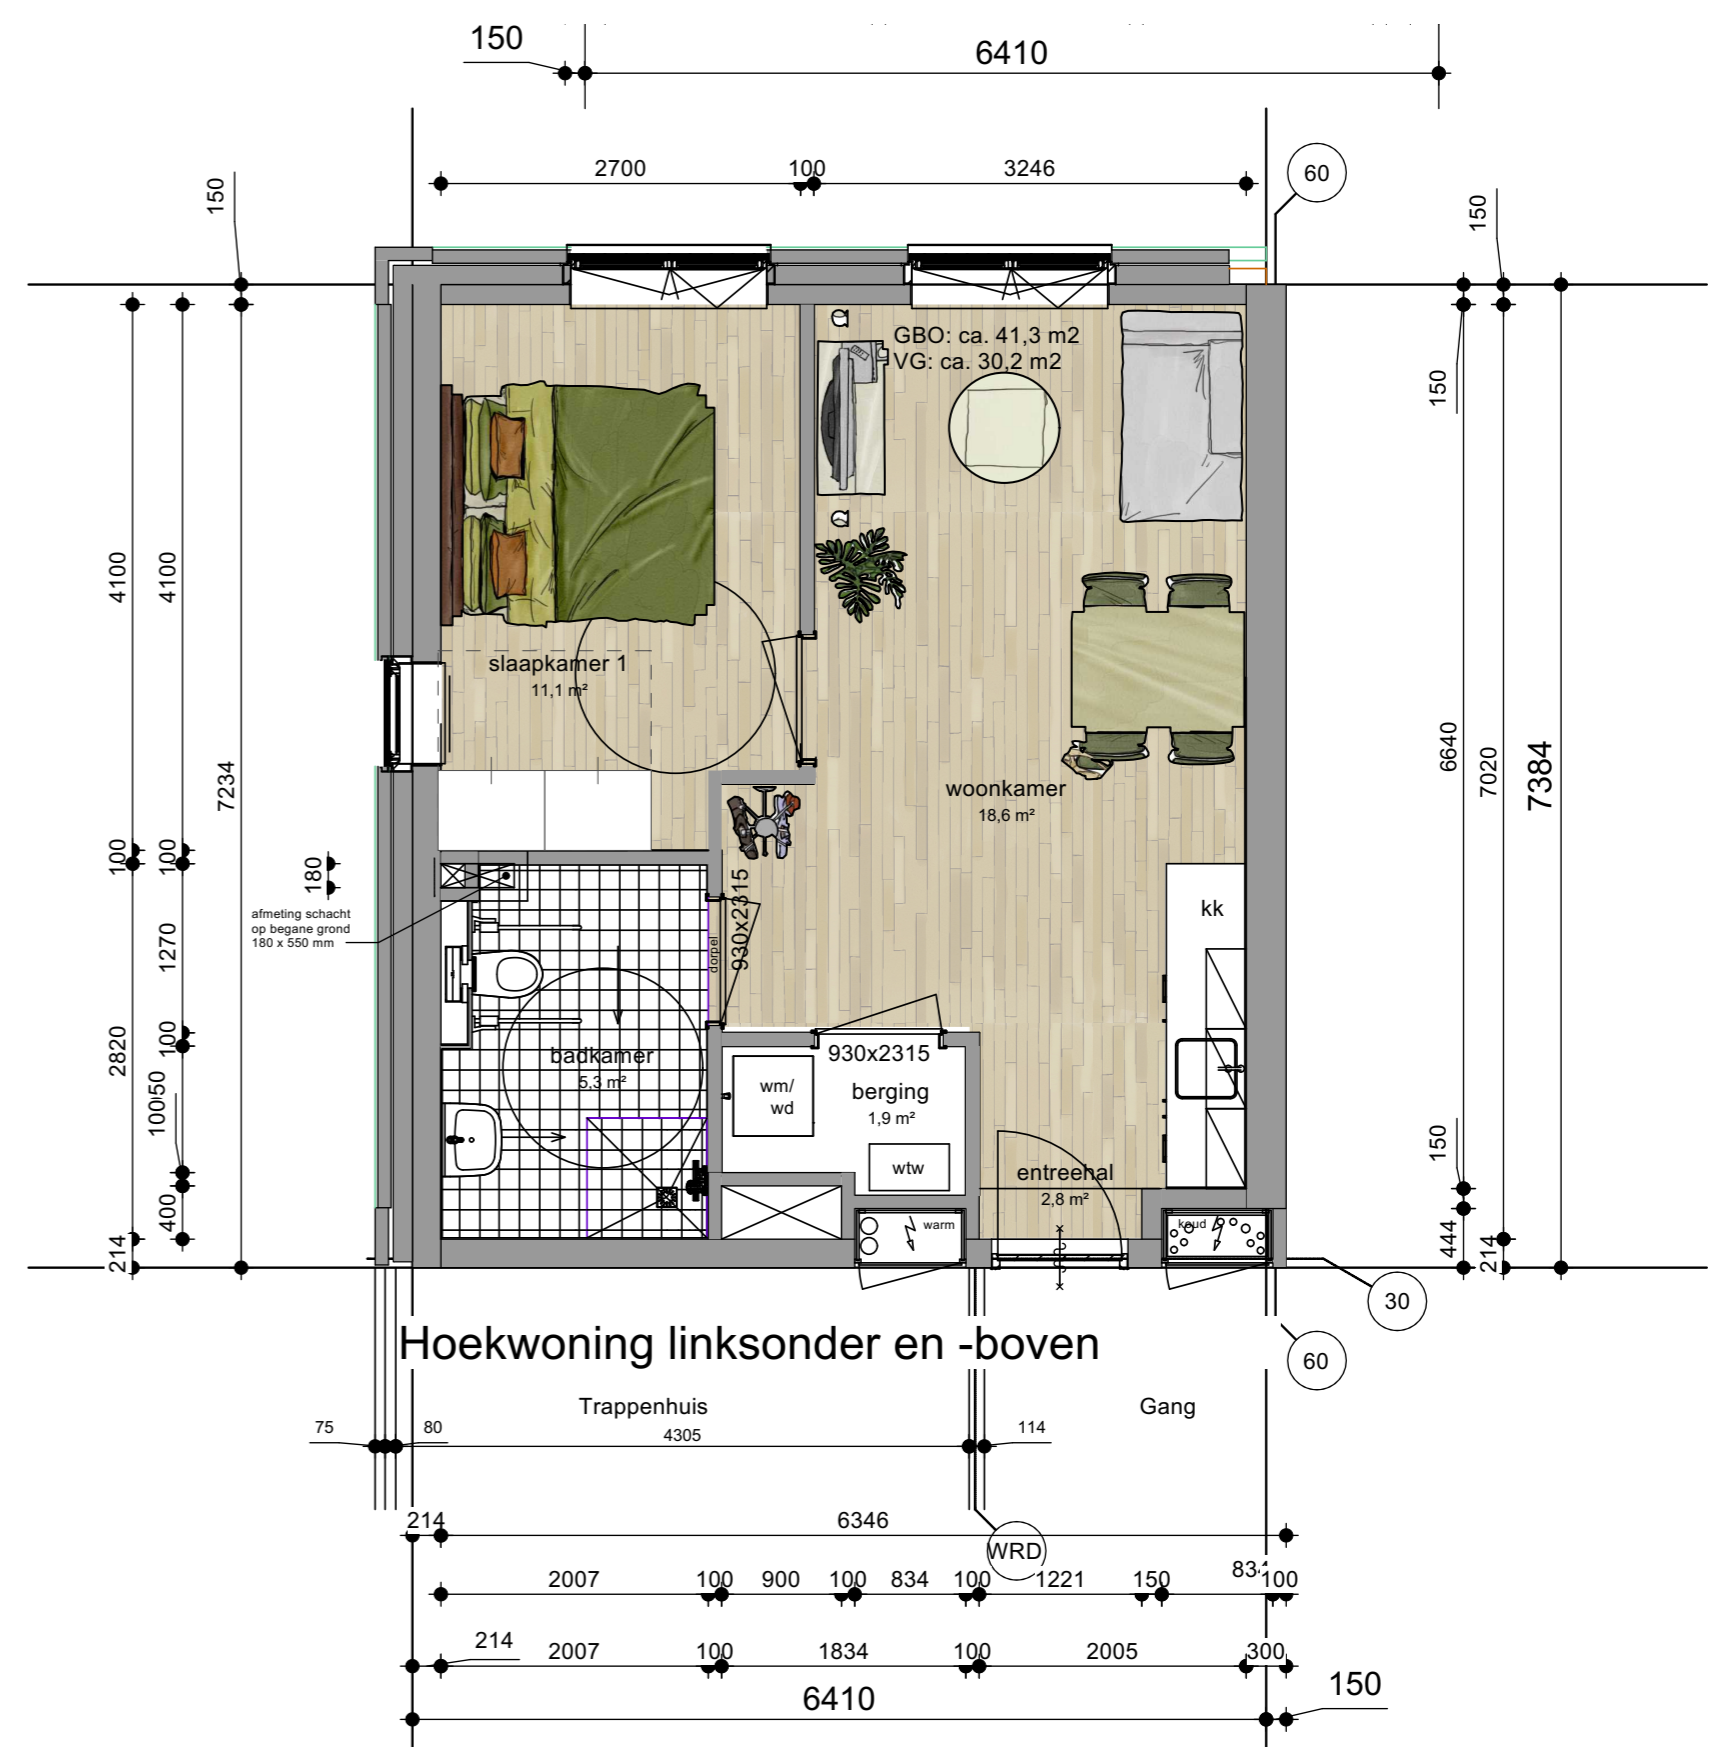 150
6410
2700
100
3246
60
150
150
GBO: ca. 41,3 m2
VG: ca. 30,2 m2
150
4100
4100
slaapkamer 1
11,1 m²
7234
6640
7020
7384
woonkamer
18,6 m²
100
100
180
930x2315
dorpel
kk
afmeting schacht
op begane grond
180 x 550 mm
1270
2820
100
badkamer
5,3 m²
930x2315
wm/
wd
berging
1,9 m²
wtw
50
100
150
400
entreehal
2,8 m²
warm
koud
214
444
214
30
Hoekwoning linksonder en -boven
60
Trappenhuis
Gang
75
80
4305
114
214
6346
WRD
2007
100
900
100
834
100
1221
150
100
214
2007
100
1834
100
2005
300
6410
150